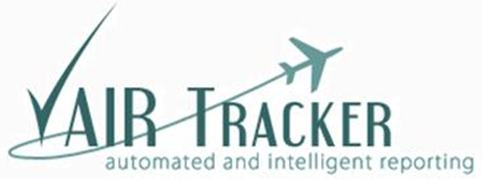 AIR TRACKER
automated and intelligent reporting